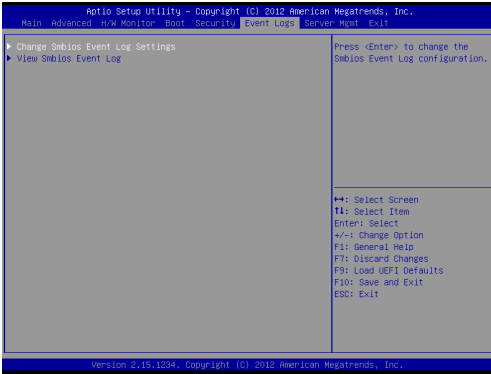 Aptio Setup Utility – Copyright (C) 2012 American Megatrends, Inc.
Main Advanced H/W Monitor Boot Security Event Logs Server Mgmt Exit
Change Smbios Event Log Settings
View Smbios Event Log
Press <Enter> to change the
Smbios Event Log configuration.
↔: Select Screen
↑↓: Select Item
Enter: Select
+/-: Change Option
F1: General Help
F7: Discard Changes
F9: Load UEFI Defaults
F10: Save and Exit
ESC: Exit
Version 2.15.1234. Copyright (C) 2012 American Megatrends, Inc.